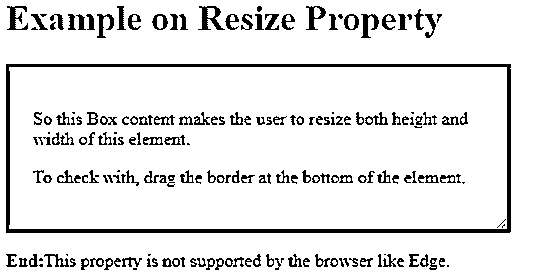 Example on Resize Property
So this Box content makes the user to resize both height and
width of this element.
To check with, drag the border at the bottom of the element.
End:This property is not supported by the browser like Edge.